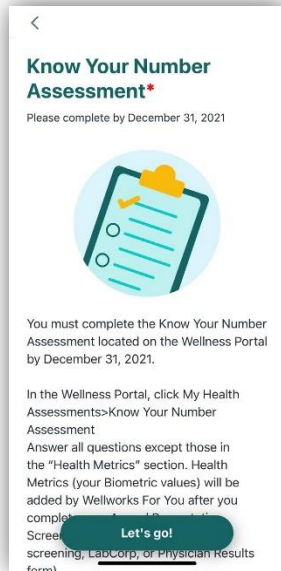 Know Your Number
Assessment*
Please complete by December 31, 2021
You must complete the Know Your Number
Assessment located on the Wellness Portal
by December 31, 2021.
In the Wellness Portal, click My Health
Assessments>Know Your Number
Assessment
Answer all questions except those in
the “Health Metrics” section. Health
Metrics (your Biometric values) will be
added by Wellworks For You after you
Let's go!
screening, LabCorp, or Physician Results
form)